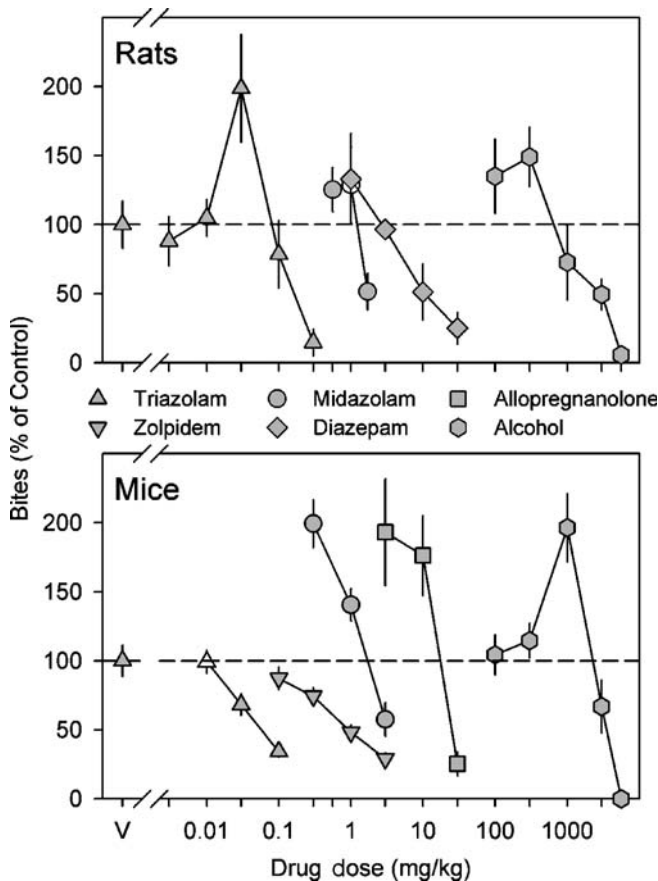 Rats
200
150
100
50
0
Triazolam Midazolam Allopregnanolone
Zolpidem Diazepam Alcohol
Bites (% of Control)
Mice
200
150
100
50
0
V 0.01 0.1 1 10 100 1000
Drug dose (mg/kg)